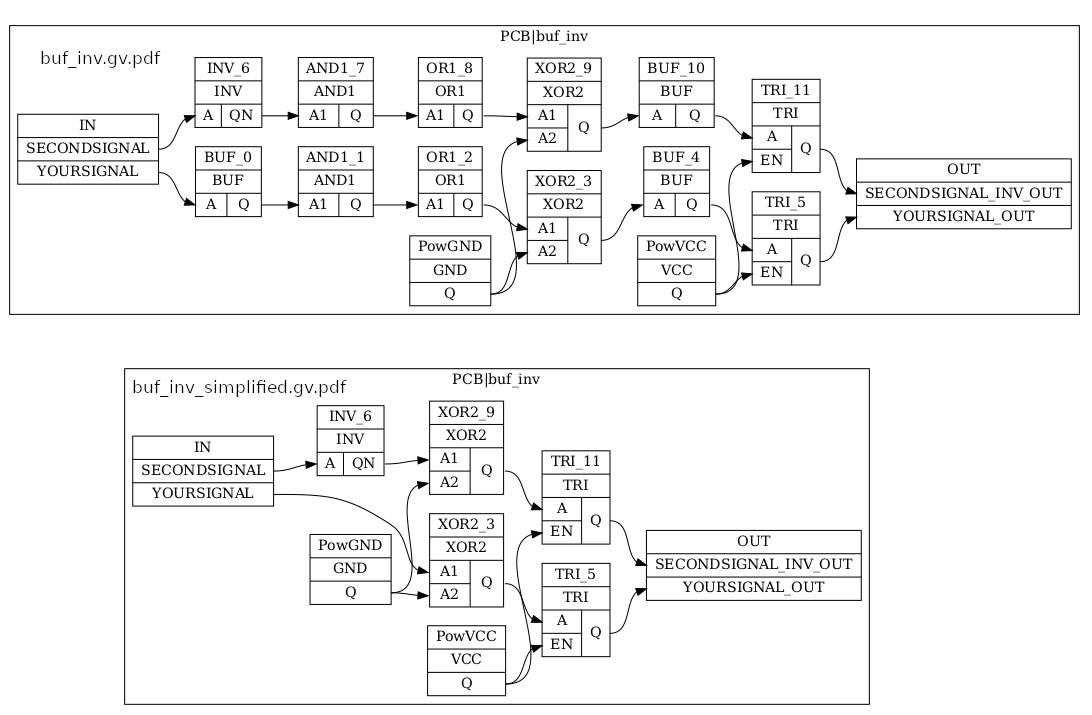 PCB|buf_inv
buf_inv.gv.pdf
IN
SECONDSIGNAL
YOURSIGNAL
INV_6
INV
A QN
BUF_0
BUF
A Q
AND1_7
AND1
A1 Q
AND1_1
AND1
A1 Q
OR1_8
OR1
A1 Q
OR1_2
OR1
A1 Q
PowGND
GND
Q
XOR2_9
XOR2
A1
A2
Q
XOR2_3
XOR2
A1
A2
Q
BUF_10
BUF
A Q
BUF_4
BUF
A Q
PowVCC
VCC
Q
TRI_11
TRI
A
EN
Q
TRI_5
TRI
A
EN
Q
OUT
SECONDSIGNAL_INV_OUT
YOURSIGNAL_OUT
PCB|buf_inv
buf_inv_simplified.gv.pdf
IN
SECONDSIGNAL
YOURSIGNAL
INV_6
INV
A QN
PowGND
GND
Q
XOR2_9
XOR2
A1
A2
Q
XOR2_3
XOR2
A1
A2
Q
PowVCC
VCC
Q
TRI_11
TRI
A
EN
Q
TRI_5
TRI
A
EN
Q
OUT
SECONDSIGNAL_INV_OUT
YOURSIGNAL_OUT